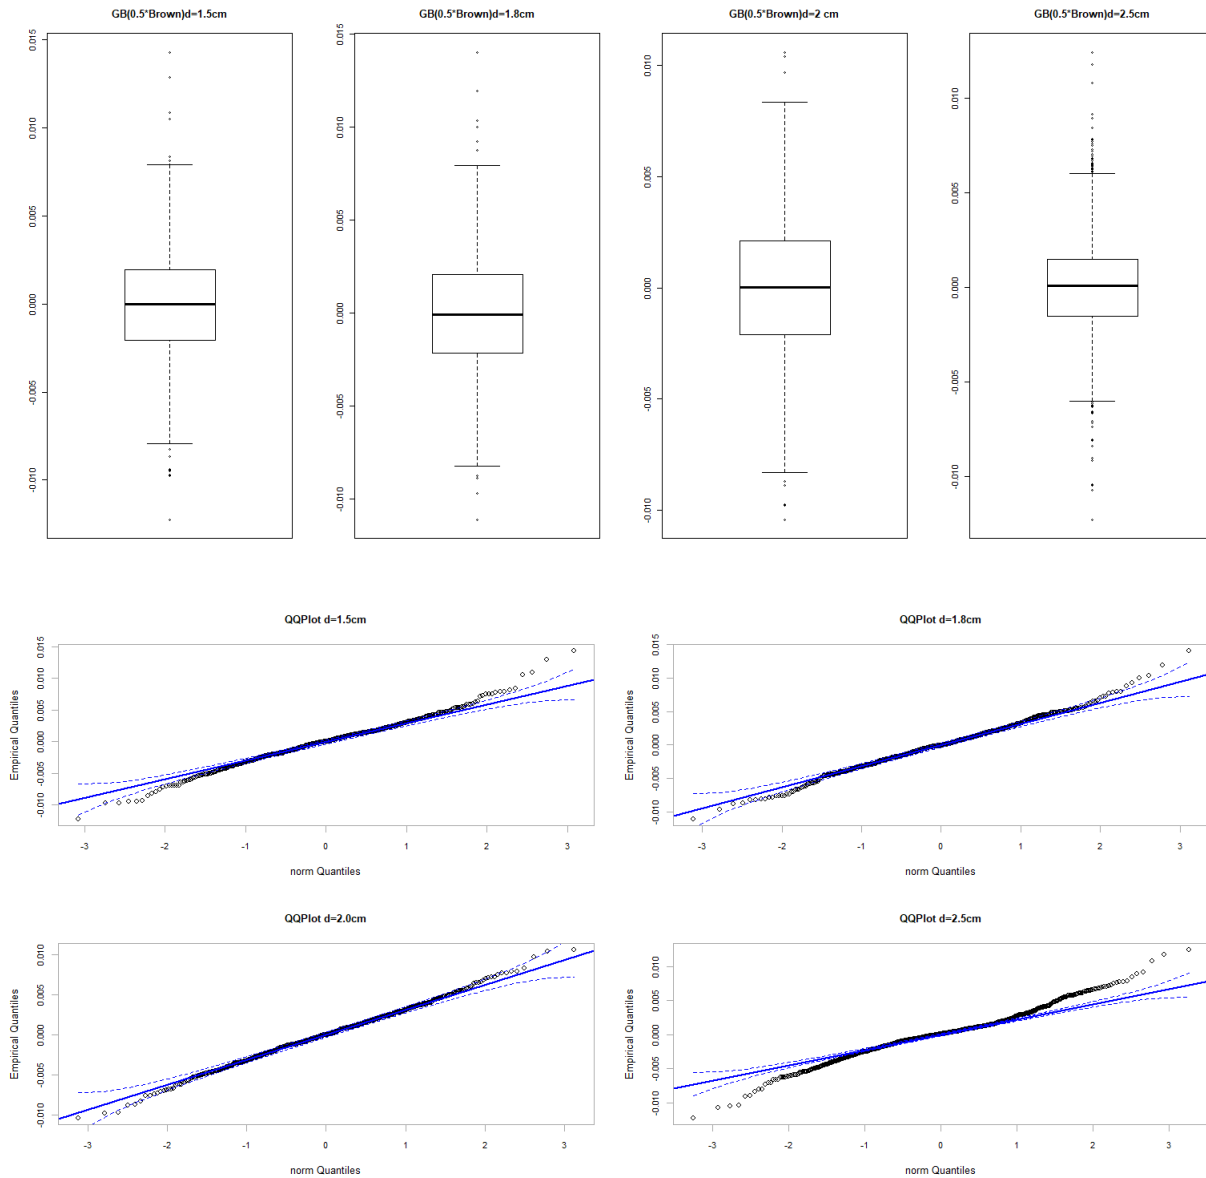 GB(0.5*Brown)d=1.5cm
GB(0.5*Brown)d=1.8cm
GB(0.5*Brown)d=2 cm
GB(0.5*Brown)d=2.5cm
0.015
0.010
0.005
0.000
-0.005
-0.010
0.015
0.010
0.005
0.000
-0.005
-0.010
0.010
0.005
0.000
-0.005
-0.010
0.010
0.005
0.000
-0.005
-0.010
QQPlot d=1.5cm
Empirical Quantiles
0.015
0.010
0.005
0.000
-0.005
-0.010
-3 -2 -1 0 1 2 3
norm Quantiles
QQPlot d=1.8cm
Empirical Quantiles
0.015
0.010
0.005
0.000
-0.005
-0.010
-3 -2 -1 0 1 2 3
norm Quantiles
QQPlot d=2.0cm
Empirical Quantiles
0.010
0.005
0.000
-0.005
-0.010
-3 -2 -1 0 1 2 3
norm Quantiles
QQPlot d=2.5cm
Empirical Quantiles
0.010
0.005
0.000
-0.005
-0.010
-3 -2 -1 0 1 2 3
norm Quantiles